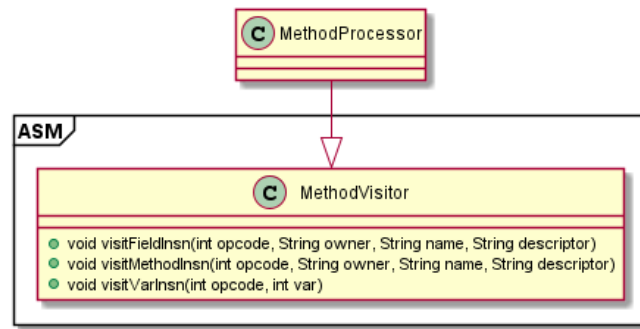 C MethodProcessor
ASM
C MethodVisitor
void visitFieldInsn(int opcode, String owner, String name, String descriptor)
void visitMethodInsn(int opcode, String owner, String name, String descriptor)
void visitVarInsn(int opcode, int var)